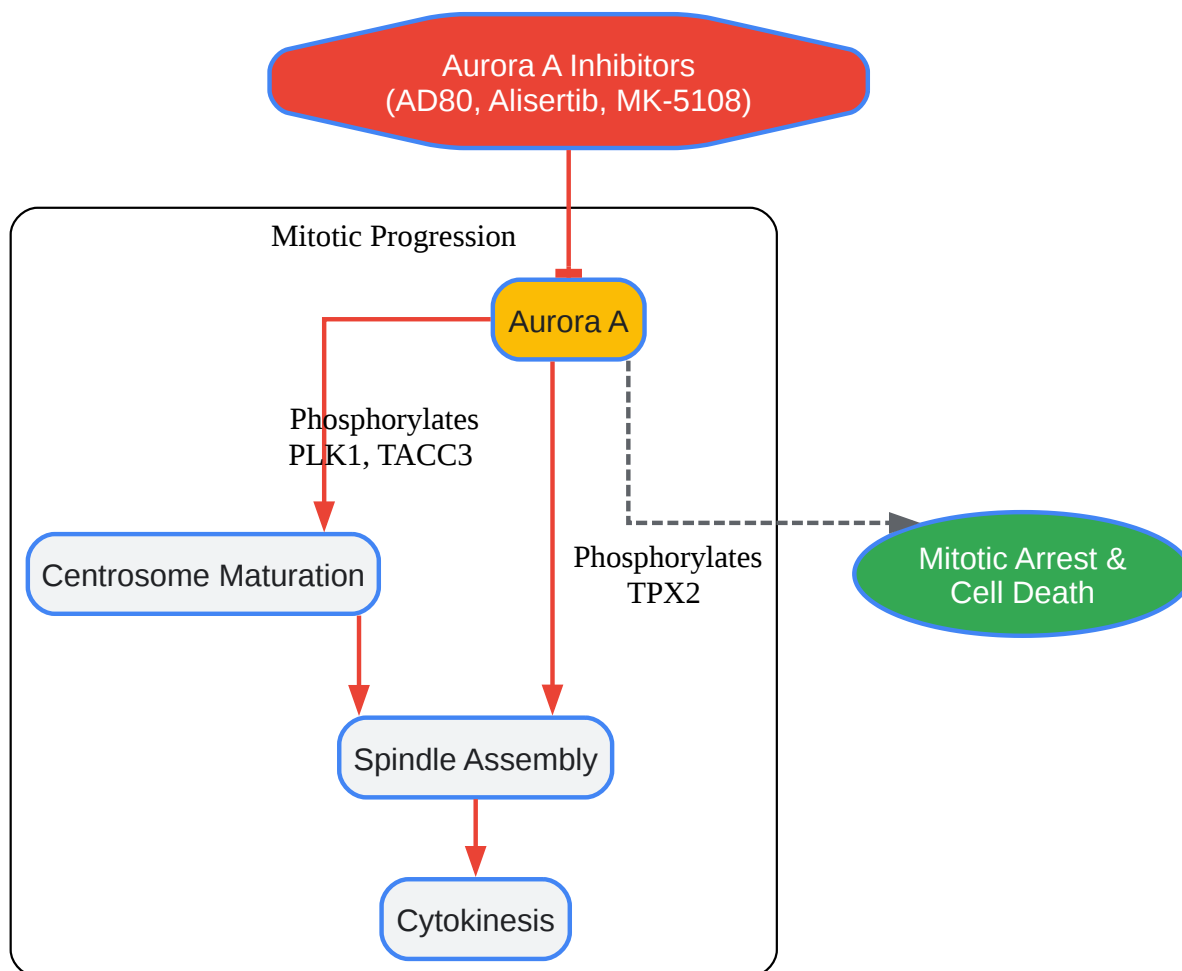 Aurora A Inhibitors
(AD80, Alisertib, MK-5108)
Mitotic Progression
Aurora A
Phosphorylates
PLK1, TACC3
Phosphorylates
TPX2
Mitotic Arrest &
Cell Death
Centrosome Maturation
Spindle Assembly
Cytokinesis